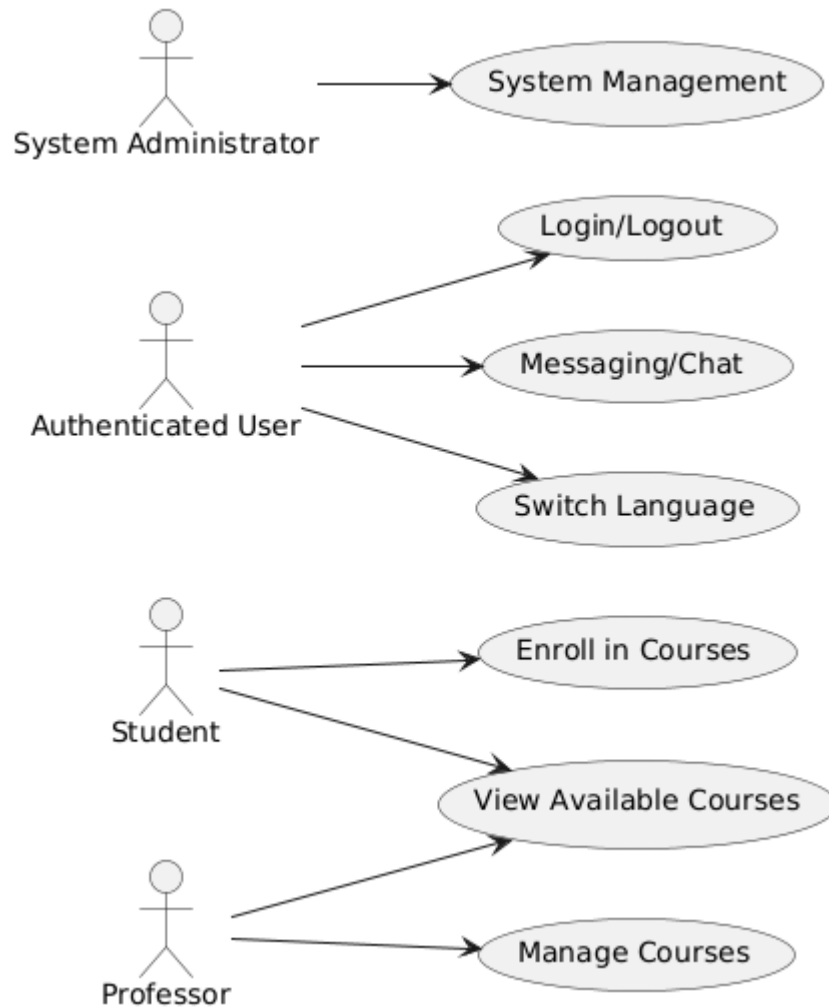 System Administrator
System Management
Login/Logout
Authenticated User
Messaging/Chat
Switch Language
Student
Enroll in Courses
View Available Courses
Professor
Manage Courses